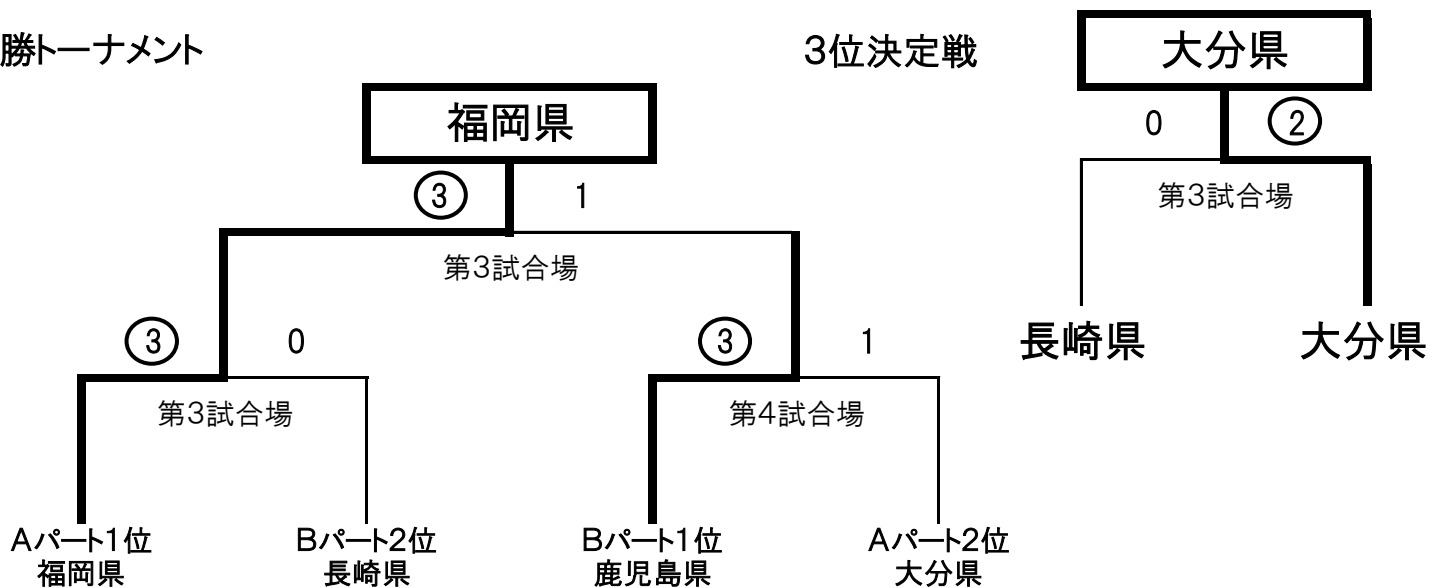 勝トーナメント
3位決定戦
大分県
0
②
第3試合場
長崎県
大分県
福岡県
③
1
第3試合場
③
0
第3試合場
③
1
第4試合場
Aパート1位
福岡県
Bパート2位
長崎県
Bパート1位
鹿児島県
Aパート2位
大分県